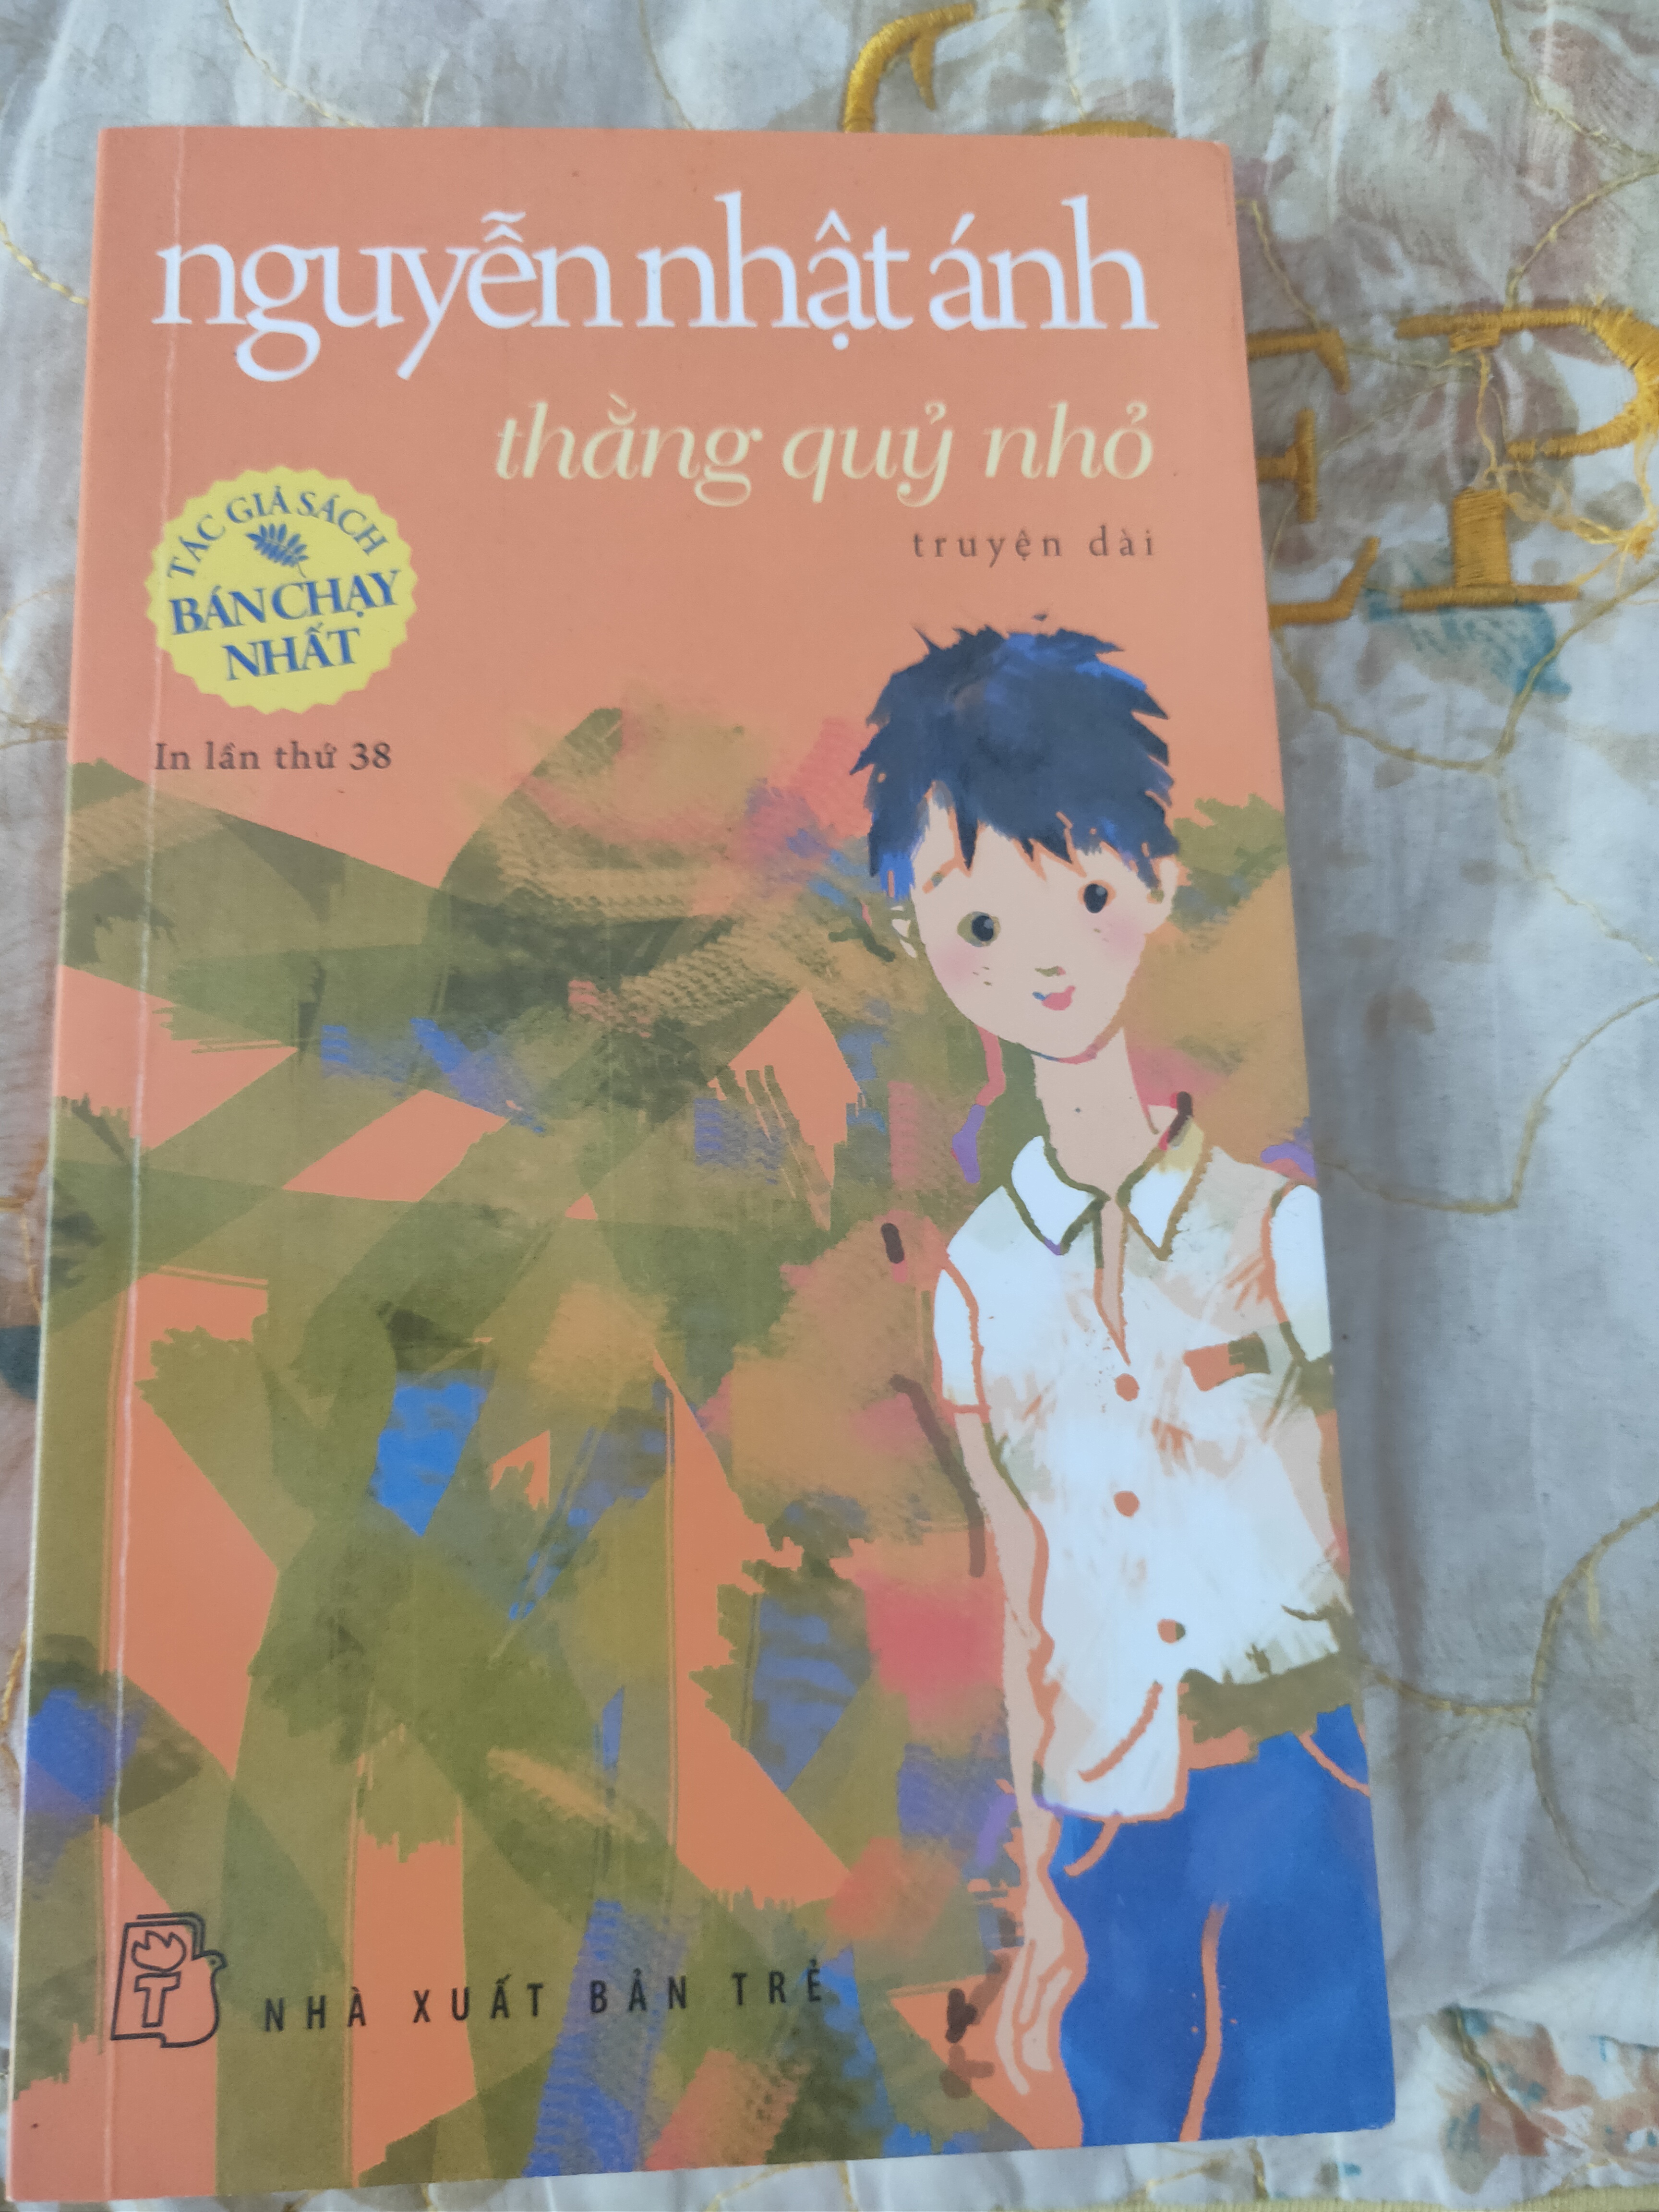 nguyễn nhật ánh
thằng quỷ nhỏ
truyện dài
TÁC GIẢ SÁCH
BÁN CHẠY
NHẤT
In lần thứ 38
T
NHÀ XUẤT BẢN TRẺ
EP